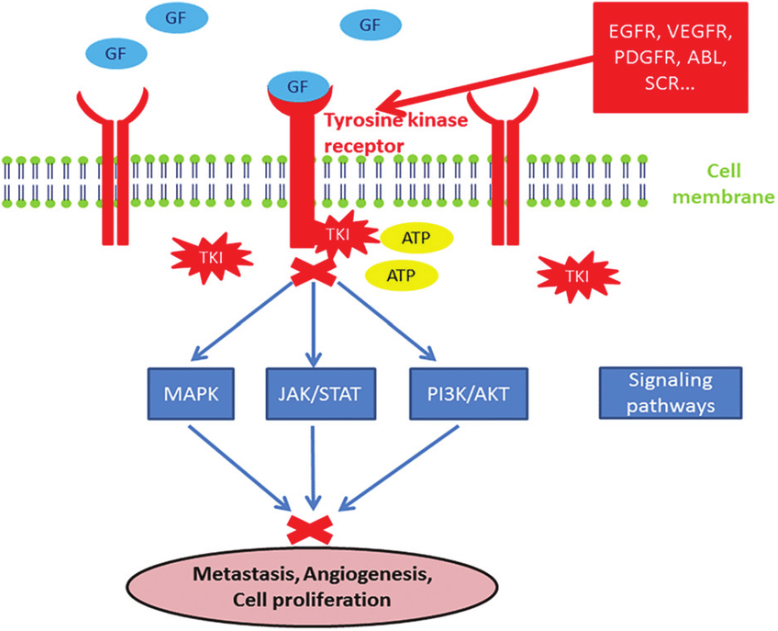 GF
GF
GF
GF
EGFR, VEGFR,
PDGFR, ABL,
SCR...
Tyrosine kinase
receptor
Cell
membrane
TKI
ATP
TKI
ATP
TKI
MAPK
JAK/STAT
PI3K/AKT
Signaling
pathways
Metastasis, Angiogenesis,
Cell proliferation